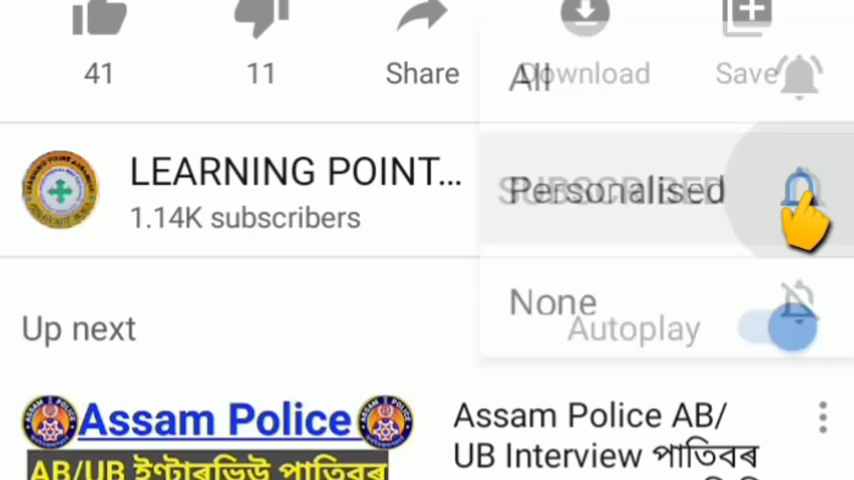 41
11
Share
Download
Save
All
LEARNING POINT...
1.14K subscribers
SUBSCRIBED
Personalised
None
Up next
Autoplay
Assam Police
AB/UB ইণ্টাৰভিউ পাতিবৰ
Assam Police AB/
UB Interview পাতিবৰ